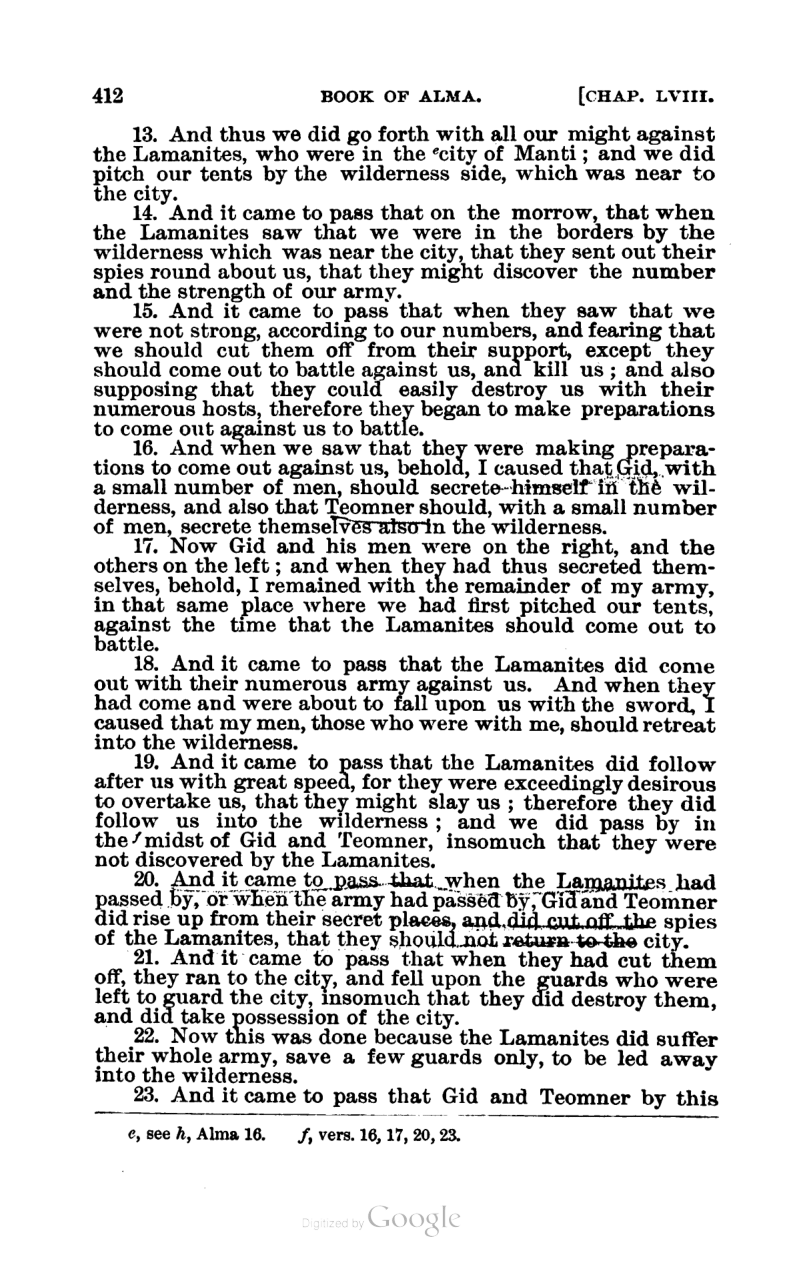 412 BOOK OF ALMA. [CHAP. LVIII.
13. And thus we did go forth with all our might against
the Lamanites, who were in the ᵉcity of Manti; and we did
pitch our tents by the wilderness side, which was near to
the city.
14. And it came to pass that on the morrow, that when
the Lamanites saw that we were in the borders by the
wilderness which was near the city, that they sent out their
spies round about us, that they might discover the number
and the strength of our army.
15. And it came to pass that when they saw that we
were not strong, according to our numbers, and fearing that
we should cut them off from their support, except they
should come out to battle against us, and kill us; and also
supposing that they could easily destroy us with their
numerous hosts, therefore they began to make preparations
to come out against us to battle.
16. And when we saw that they were making prepara-
tions to come out against us, behold, I caused that Gid, with
a small number of men, should secrete himself in the wil-
derness, and also that Teomner should, with a small number
of men, secrete themselves also in the wilderness.
17. Now Gid and his men were on the right, and the
others on the left; and when they had thus secreted them-
selves, behold, I remained with the remainder of my army,
in that same place where we had first pitched our tents,
against the time that the Lamanites should come out to
battle.
18. And it came to pass that the Lamanites did come
out with their numerous army against us. And when they
had come and were about to fall upon us with the sword, I
caused that my men, those who were with me, should retreat
into the wilderness.
19. And it came to pass that the Lamanites did follow
after us with great speed, for they were exceedingly desirous
to overtake us, that they might slay us; therefore they did
follow us into the wilderness; and we did pass by in
the ᶠmidst of Gid and Teomner, insomuch that they were
not discovered by the Lamanites.
20. And it came to pass that when the Lamanites had
passed by, or when the army had passed by, Gid and Teomner
did rise up from their secret places, and did cut off the spies
of the Lamanites, that they should not return to the city.
21. And it came to pass that when they had cut them
off, they ran to the city, and fell upon the guards who were
left to guard the city, insomuch that they did destroy them,
and did take possession of the city.
22. Now this was done because the Lamanites did suffer
their whole army, save a few guards only, to be led away
into the wilderness.
23. And it came to pass that Gid and Teomner by this
e, see h, Alma 16. f, vers. 16, 17, 20, 23.
Digitized by Google